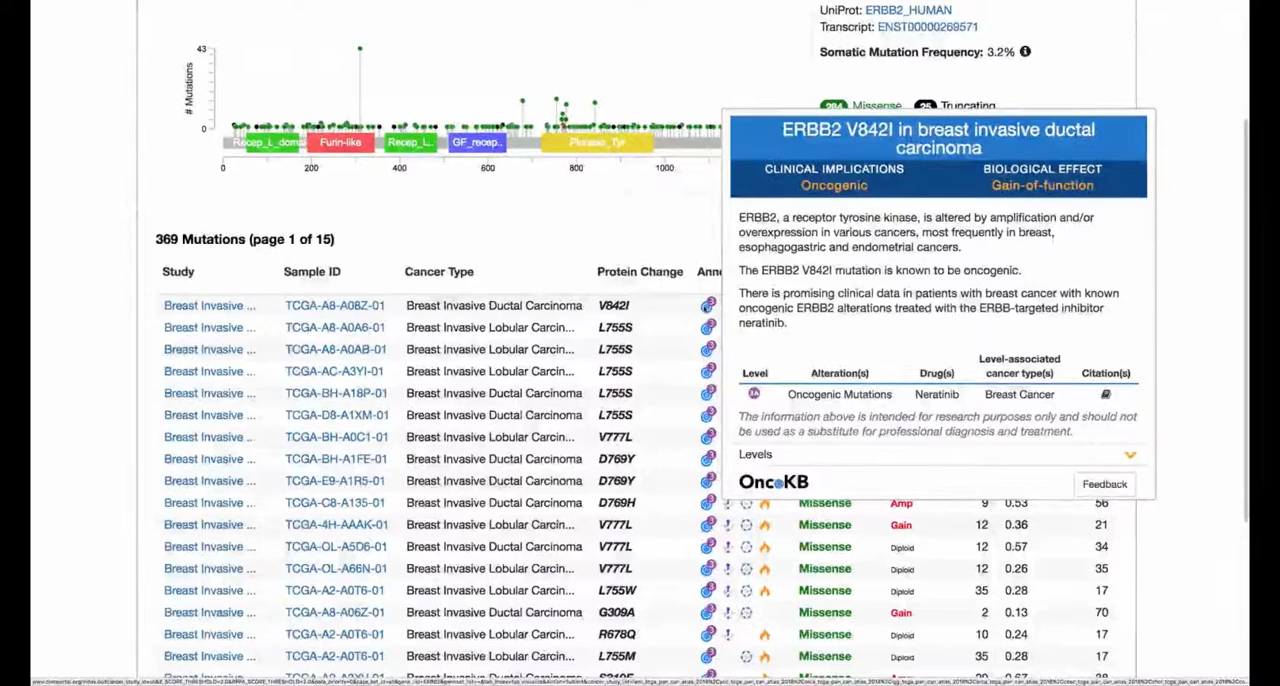 UniProt: ERBB2_HUMAN
Transcript: ENST00000269571
Somatic Mutation Frequency: 3.2%
43
# Mutations
0
Missense 25 Truncating
Furin-like Recep_L.. GF_recep..
0 200 400 600 800 1000
ERBB2 V842I in breast invasive ductal
carcinoma
CLINICAL IMPLICATIONS BIOLOGICAL EFFECT
Oncogenic Gain-of-function
ERBB2, a receptor tyrosine kinase, is altered by amplification and/or
overexpression in various cancers, most frequently in breast,
esophagogastric and endometrial cancers.
The ERBB2 V842I mutation is known to be oncogenic.
There is promising clinical data in patients with breast cancer with known
oncogenic ERBB2 alterations treated with the ERBB-targeted inhibitor
neratinib.
Level Alteration(s) Drug(s) Level-associated cancer type(s) Citation(s)
3A Oncogenic Mutations Neratinib Breast Cancer
The information above is intended for research purposes only and should not
be used as a substitute for professional diagnosis and treatment.
Levels
OncoKB Feedback
369 Mutations (page 1 of 15)
Study Sample ID Cancer Type Protein Change Ann
Breast Invasive ... TCGA-A8-A08Z-01 Breast Invasive Ductal Carcinoma V842I
Breast Invasive ... TCGA-A8-A0A6-01 Breast Invasive Lobular Carcin... L755S
Breast Invasive ... TCGA-A8-A0AB-01 Breast Invasive Lobular Carcin... L755S
Breast Invasive ... TCGA-AC-A3YI-01 Breast Invasive Lobular Carcin... L755S
Breast Invasive ... TCGA-BH-A18P-01 Breast Invasive Ductal Carcinoma L755S
Breast Invasive ... TCGA-D8-A1XM-01 Breast Invasive Ductal Carcinoma L755S
Breast Invasive ... TCGA-BH-A0C1-01 Breast Invasive Lobular Carcin... V777L
Breast Invasive ... TCGA-BH-A1FE-01 Breast Invasive Ductal Carcinoma D769Y
Breast Invasive ... TCGA-E9-A1R5-01 Breast Invasive Ductal Carcinoma D769Y
Breast Invasive ... TCGA-C8-A135-01 Breast Invasive Ductal Carcinoma D769H Missense Amp 9 0.53 56
Breast Invasive ... TCGA-4H-AAAK-01 Breast Invasive Lobular Carcin... V777L Missense Gain 12 0.36 21
Breast Invasive ... TCGA-OL-A5D6-01 Breast Invasive Ductal Carcinoma V777L Missense Diploid 12 0.57 34
Breast Invasive ... TCGA-OL-A66N-01 Breast Invasive Lobular Carcin... V777L Missense Diploid 12 0.26 35
Breast Invasive ... TCGA-A2-A0T6-01 Breast Invasive Lobular Carcin... L755W Missense Diploid 35 0.28 17
Breast Invasive ... TCGA-A8-A06Z-01 Breast Invasive Ductal Carcinoma G309A Missense Gain 2 0.13 70
Breast Invasive ... TCGA-A2-A0T6-01 Breast Invasive Lobular Carcin... R678Q Missense Diploid 10 0.24 17
Breast Invasive ... TCGA-A2-A0T6-01 Breast Invasive Lobular Carcin... L755M Missense Diploid 35 0.28 17